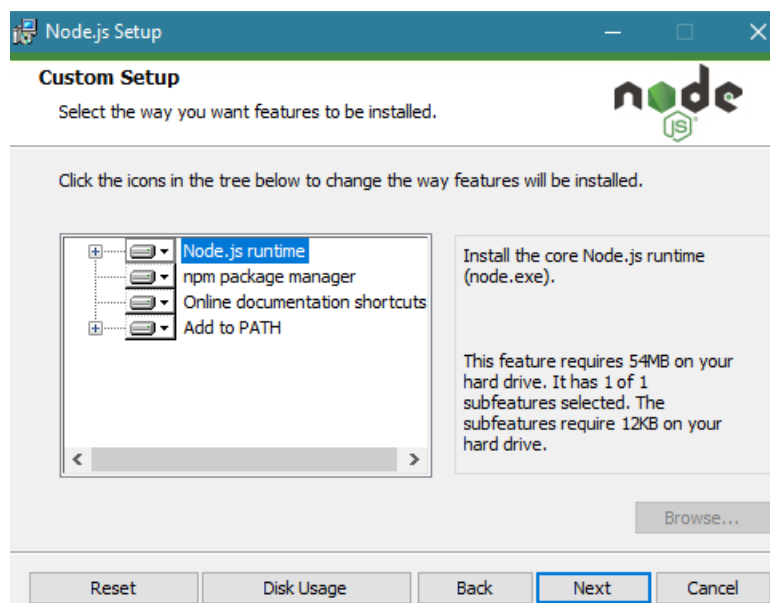 Node.js Setup
Custom Setup
Select the way you want features to be installed.
node
JS
Click the icons in the tree below to change the way features will be installed.
Node.js runtime
npm package manager
Online documentation shortcuts
Add to PATH
Install the core Node.js runtime
(node.exe).
This feature requires 54MB on your
hard drive. It has 1 of 1
subfeatures selected. The
subfeatures require 12KB on your
hard drive.
Browse...
Reset
Disk Usage
Back
Next
Cancel